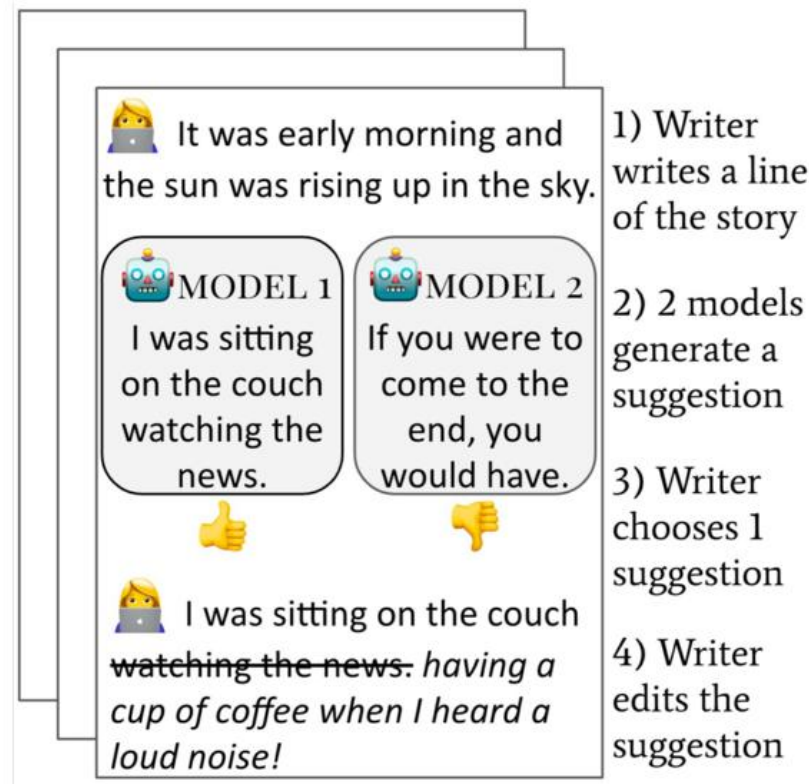 It was early morning and
the sun was rising up in the sky.
MODEL 1
I was sitting
on the couch
watching the
news.
MODEL 2
If you were to
come to the
end, you
would have.
I was sitting on the couch
watching the news. having a
cup of coffee when I heard a
loud noise!
1) Writer
writes a line
of the story
2) 2 models
generate a
suggestion
3) Writer
chooses 1
suggestion
4) Writer
edits the
suggestion